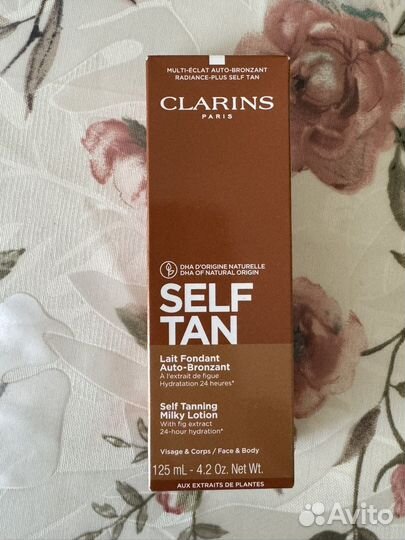 MULTI-ÉCLAT AUTO-BRONZANT
RADIANCE-PLUS SELF TAN
CLARINS
PARIS
DHA D'ORIGINE NATURELLE
DHA OF NATURAL ORIGIN
SELF
TAN
Lait Fondant
Auto-Bronzant
À l'extrait de figue
Hydratation 24 heures*
Self Tanning
Milky Lotion
With fig extract
24-hour hydration*
Visage & Corps / Face & Body
125 mL - 4.2 Oz. Net Wt.
AUX EXTRAITS DE PLANTES
Avito